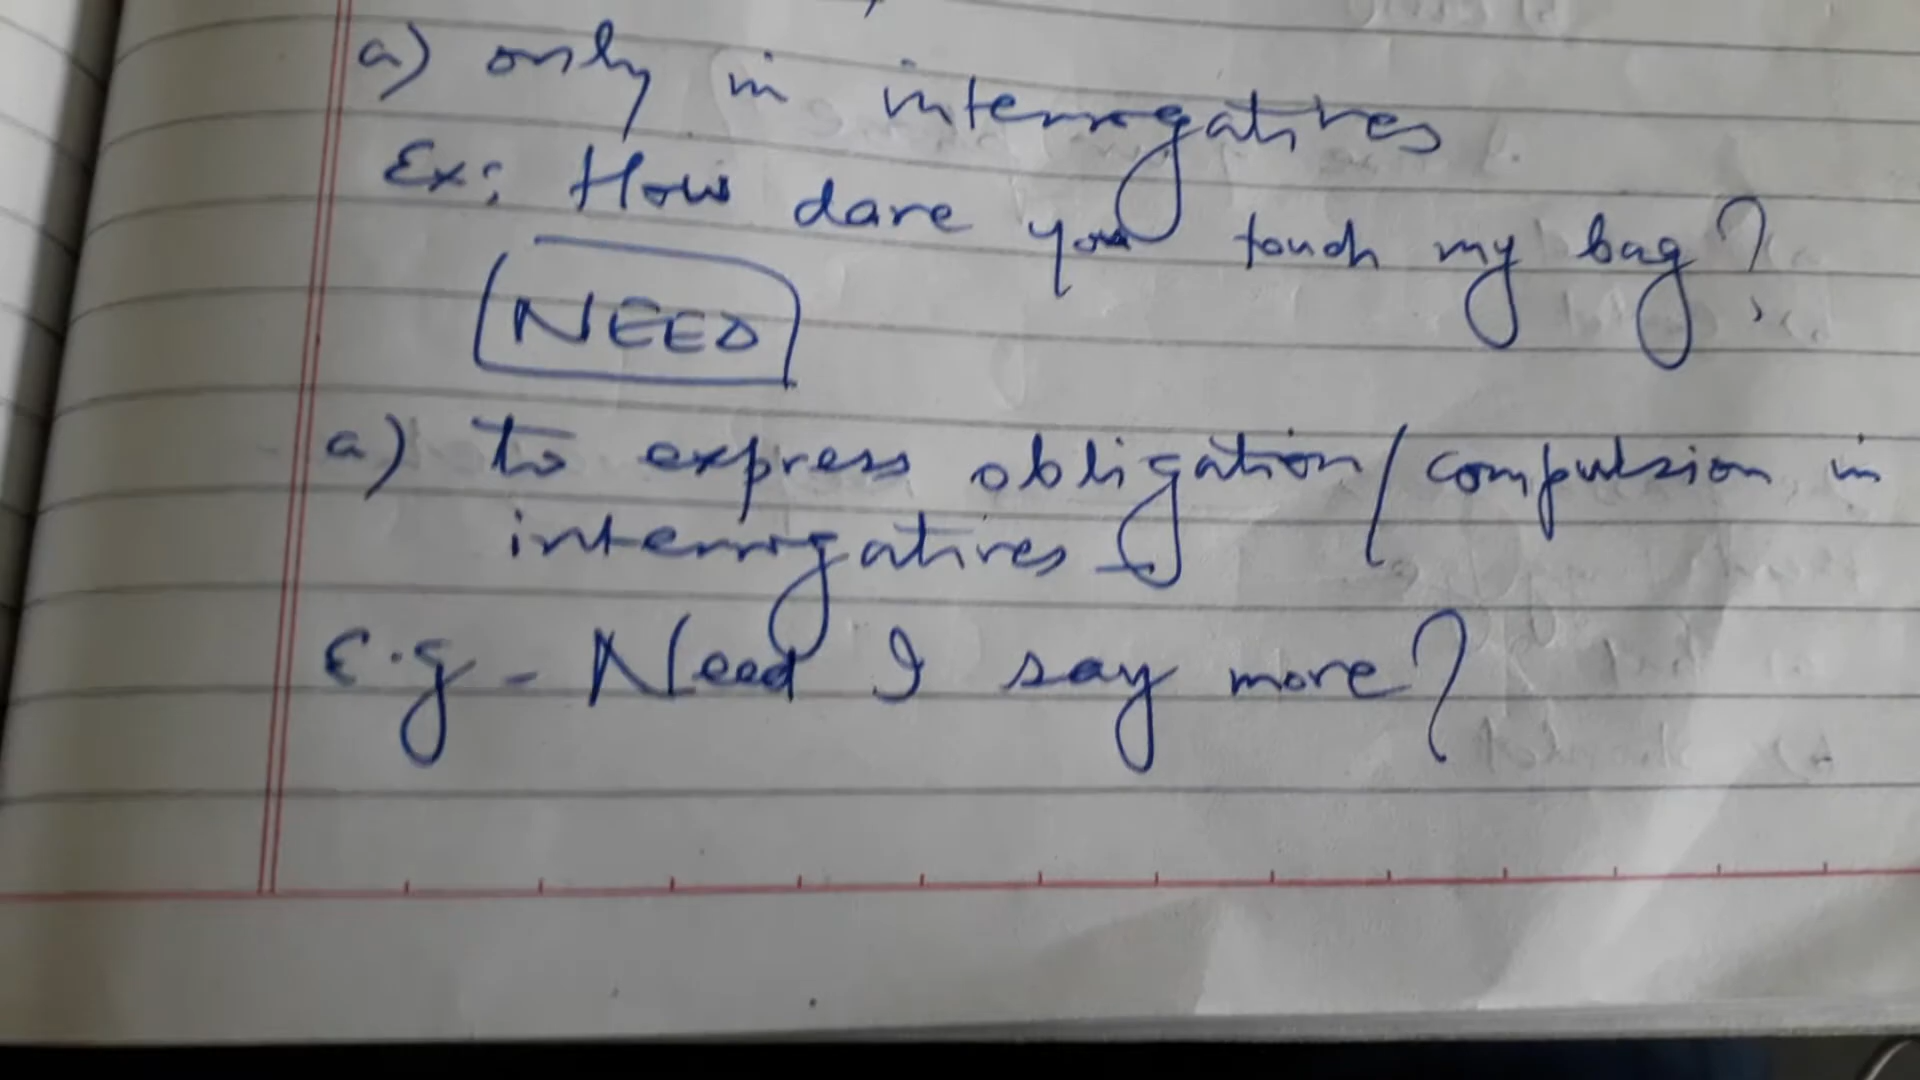 a) only in interrogatives
Ex: How dare you touch my bag?
NEED
a) to express obligation/compulsion in
interrogatives
E.g - Need I say more?